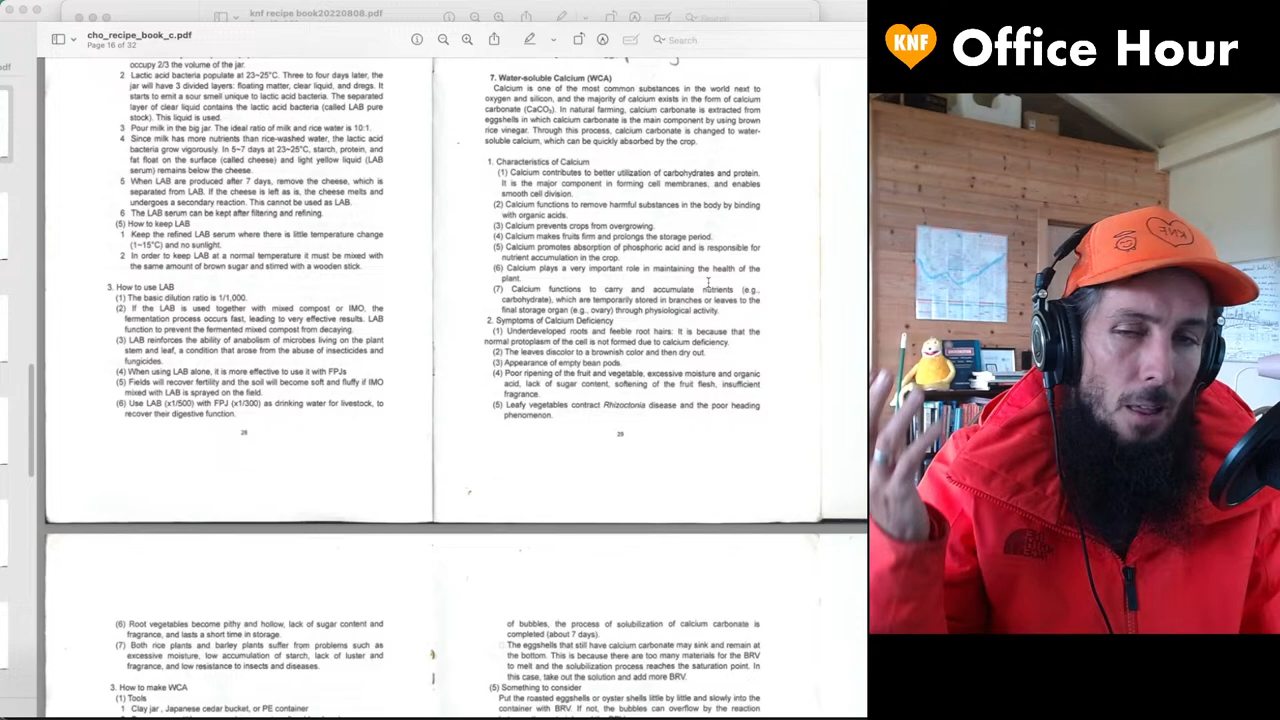 knf recipe book20220808.pdf
Search
pdf
cho_recipe_book_c.pdf
Page 16 of 32
Search
occupy 2/3 the volume of the jar.
2 Lactic acid bacteria populate at 23~25°C. Three to four days later, the
jar will have 3 divided layers: floating matter, clear liquid, and dregs. It
starts to emit a sour smell unique to lactic acid bacteria. The separated
layer of clear liquid contains the lactic acid bacteria (called LAB pure
stock). This liquid is used.
3 Pour milk in the big jar. The ideal ratio of milk and rice water is 10:1.
4 Since milk has more nutrients than rice-washed water, the lactic acid
bacteria grow vigorously. In 5~7 days at 23~25°C, starch, protein, and
fat float on the surface (called cheese) and light yellow liquid (LAB
serum) remains below the cheese.
5 When LAB are produced after 7 days, remove the cheese, which is
separated from LAB. If the cheese is left as is, the cheese melts and
undergoes a secondary reaction. This cannot be used as LAB.
6 The LAB serum can be kept after filtering and refining.
(5) How to keep LAB
1 Keep the refined LAB serum where there is little temperature change
(1~15°C) and no sunlight.
2 In order to keep LAB at a normal temperature it must be mixed with
the same amount of brown sugar and stirred with a wooden stick.
3. How to use LAB
(1) The basic dilution ratio is 1/1,000.
(2) If the LAB is used together with mixed compost or IMO, the
fermentation process occurs fast, leading to very effective results. LAB
function to prevent the fermented mixed compost from decaying.
(3) LAB reinforces the ability of anabolism of microbes living on the plant
stem and leaf, a condition that arose from the abuse of insecticides and
fungicides.
(4) When using LAB alone, it is more effective to use it with FPJs
(5) Fields will recover fertility and the soil will become soft and fluffy if IMO
mixed with LAB is sprayed on the field.
(6) Use LAB (x1/500) with FPJ (x1/300) as drinking water for livestock, to
recover their digestive function.
28
7. Water-soluble Calcium (WCA)
Calcium is one of the most common substances in the world next to
oxygen and silicon, and the majority of calcium exists in the form of calcium
carbonate (CaCO₃). In natural farming, calcium carbonate is extracted from
eggshells in which calcium carbonate is the main component by using brown
rice vinegar. Through this process, calcium carbonate is changed to water-
soluble calcium, which can be quickly absorbed by the crop.
1. Characteristics of Calcium
(1) Calcium contributes to better utilization of carbohydrates and protein.
It is the major component in forming cell membranes, and enables
smooth cell division.
(2) Calcium functions to remove harmful substances in the body by binding
with organic acids.
(3) Calcium prevents crops from overgrowing.
(4) Calcium makes fruits firm and prolongs the storage period.
(5) Calcium promotes absorption of phosphoric acid and is responsible for
nutrient accumulation in the crop.
(6) Calcium plays a very important role in maintaining the health of the
plant.
(7) Calcium functions to carry and accumulate nutrients (e.g.,
carbohydrate), which are temporarily stored in branches or leaves to the
final storage organ (e.g., ovary) through physiological activity.
2. Symptoms of Calcium Deficiency
(1) Underdeveloped roots and feeble root hairs: It is because that the
normal protoplasm of the cell is not formed due to calcium deficiency.
(2) The leaves discolor to a brownish color and then dry out.
(3) Appearance of empty bean pods.
(4) Poor ripening of the fruit and vegetable, excessive moisture and organic
acid, lack of sugar content, softening of the fruit flesh, insufficient
fragrance.
(5) Leafy vegetables contract Rhizoctonia disease and the poor heading
phenomenon.
29
(6) Root vegetables become pithy and hollow, lack of sugar content and
fragrance, and lasts a short time in storage.
(7) Both rice plants and barley plants suffer from problems such as
excessive moisture, low accumulation of starch, lack of luster and
fragrance, and low resistance to insects and diseases.
3. How to make WCA
(1) Tools
1 Clay jar , Japanese cedar bucket, or PE container
of bubbles, the process of solubilization of calcium carbonate is
completed (about 7 days).
The eggshells that still have calcium carbonate may sink and remain at
the bottom. This is because there are too many materials for the BRV
to melt and the solubilization process reaches the saturation point. In
this case, take out the solution and add more BRV.
(5) Something to consider
Put the roasted eggshells or oyster shells little by little and slowly into the
container with BRV. If not, the bubbles can overflow by the reaction
KNF
Office Hour